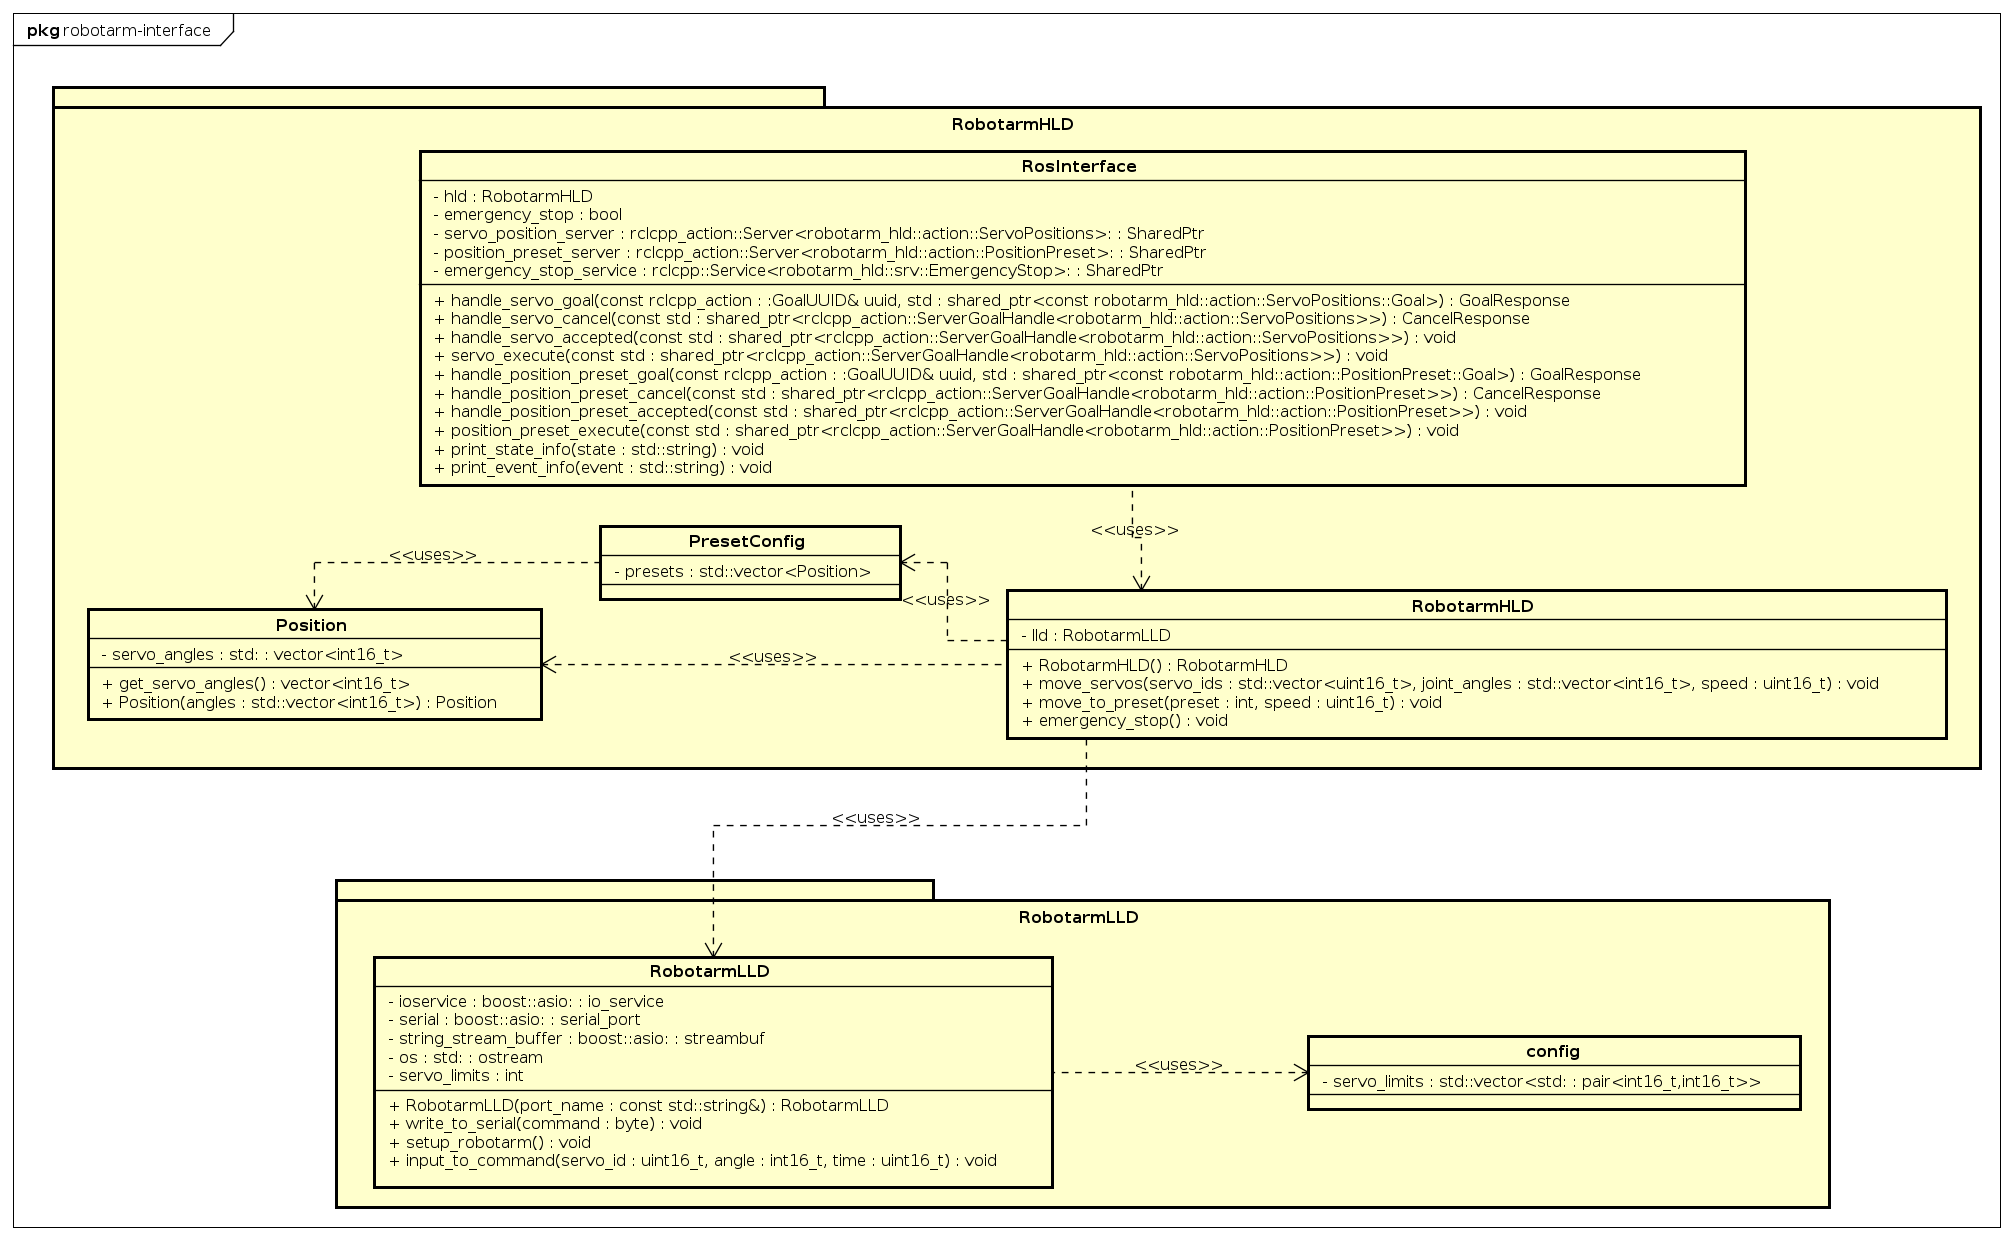 pkg robotarm-interface
RobotarmHLD
RosInterface
- hld : RobotarmHLD
- emergency_stop : bool
- servo_position_server : rclcpp_action::Server<robotarm_hld::action::ServoPositions>: : SharedPtr
- position_preset_server : rclcpp_action::Server<robotarm_hld::action::PositionPreset>: : SharedPtr
- emergency_stop_service : rclcpp::Service<robotarm_hld::srv::EmergencyStop>: : SharedPtr
+ handle_servo_goal(const rclcpp_action : :GoalUUID& uuid, std : shared_ptr<const robotarm_hld::action::ServoPositions::Goal>) : GoalResponse
+ handle_servo_cancel(const std : shared_ptr<rclcpp_action::ServerGoalHandle<robotarm_hld::action::ServoPositions>>) : CancelResponse
+ handle_servo_accepted(const std : shared_ptr<rclcpp_action::ServerGoalHandle<robotarm_hld::action::ServoPositions>>) : void
+ servo_execute(const std : shared_ptr<rclcpp_action::ServerGoalHandle<robotarm_hld::action::ServoPositions>>) : void
+ handle_position_preset_goal(const rclcpp_action : :GoalUUID& uuid, std : shared_ptr<const robotarm_hld::action::PositionPreset::Goal>) : GoalResponse
+ handle_position_preset_cancel(const std : shared_ptr<rclcpp_action::ServerGoalHandle<robotarm_hld::action::PositionPreset>>) : CancelResponse
+ handle_position_preset_accepted(const std : shared_ptr<rclcpp_action::ServerGoalHandle<robotarm_hld::action::PositionPreset>>) : void
+ position_preset_execute(const std : shared_ptr<rclcpp_action::ServerGoalHandle<robotarm_hld::action::PositionPreset>>) : void
+ print_state_info(state : std::string) : void
+ print_event_info(event : std::string) : void
<<uses>>
PresetConfig
- presets : std::vector<Position>
<<uses>>
<<uses>>
Position
- servo_angles : std: : vector<int16_t>
+ get_servo_angles() : vector<int16_t>
+ Position(angles : std::vector<int16_t>) : Position
<<uses>>
RobotarmHLD
- lld : RobotarmLLD
+ RobotarmHLD() : RobotarmHLD
+ move_servos(servo_ids : std::vector<uint16_t>, joint_angles : std::vector<int16_t>, speed : uint16_t) : void
+ move_to_preset(preset : int, speed : uint16_t) : void
+ emergency_stop() : void
<<uses>>
RobotarmLLD
RobotarmLLD
- ioservice : boost::asio: : io_service
- serial : boost::asio: : serial_port
- string_stream_buffer : boost::asio: : streambuf
- os : std: : ostream
- servo_limits : int
+ RobotarmLLD(port_name : const std::string&) : RobotarmLLD
+ write_to_serial(command : byte) : void
+ setup_robotarm() : void
+ input_to_command(servo_id : uint16_t, angle : int16_t, time : uint16_t) : void
<<uses>>
config
- servo_limits : std::vector<std: : pair<int16_t,int16_t>>